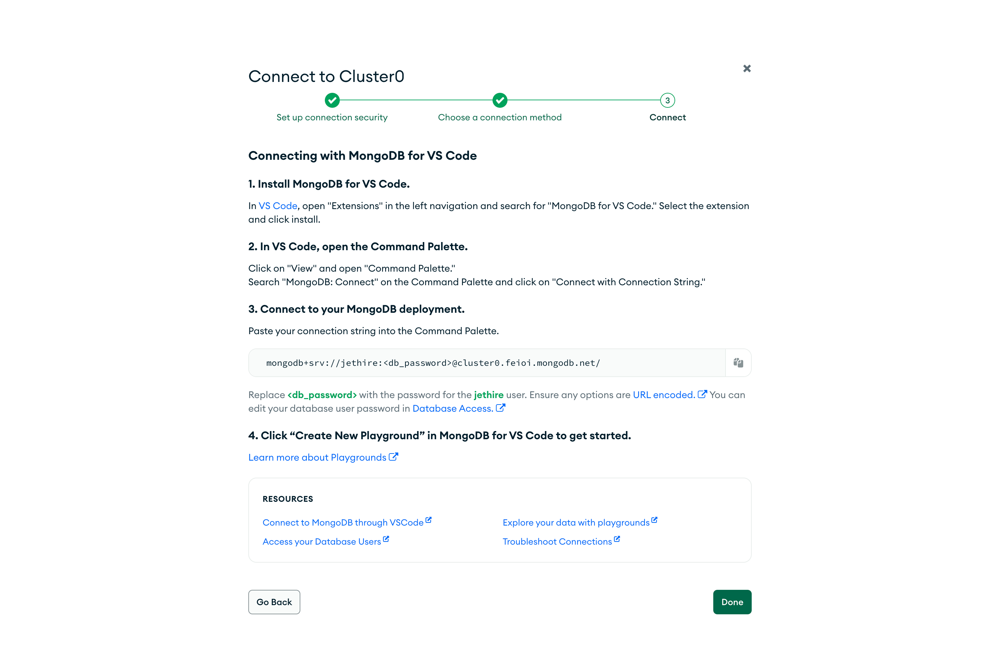 Connect to Cluster0
Set up connection security
Choose a connection method
3
Connect
Connecting with MongoDB for VS Code
1. Install MongoDB for VS Code.
In VS Code, open "Extensions" in the left navigation and search for "MongoDB for VS Code." Select the extension
and click install.
2. In VS Code, open the Command Palette.
Click on "View" and open "Command Palette."
Search "MongoDB: Connect" on the Command Palette and click on "Connect with Connection String."
3. Connect to your MongoDB deployment.
Paste your connection string into the Command Palette.
mongodb+srv://jethire:<db_password>@cluster0.feioi.mongodb.net/
Replace <db_password> with the password for the jethire user. Ensure any options are URL encoded. You can
edit your database user password in Database Access.
4. Click “Create New Playground” in MongoDB for VS Code to get started.
Learn more about Playgrounds
RESOURCES
Connect to MongoDB through VSCode
Explore your data with playgrounds
Access your Database Users
Troubleshoot Connections
Go Back
Done